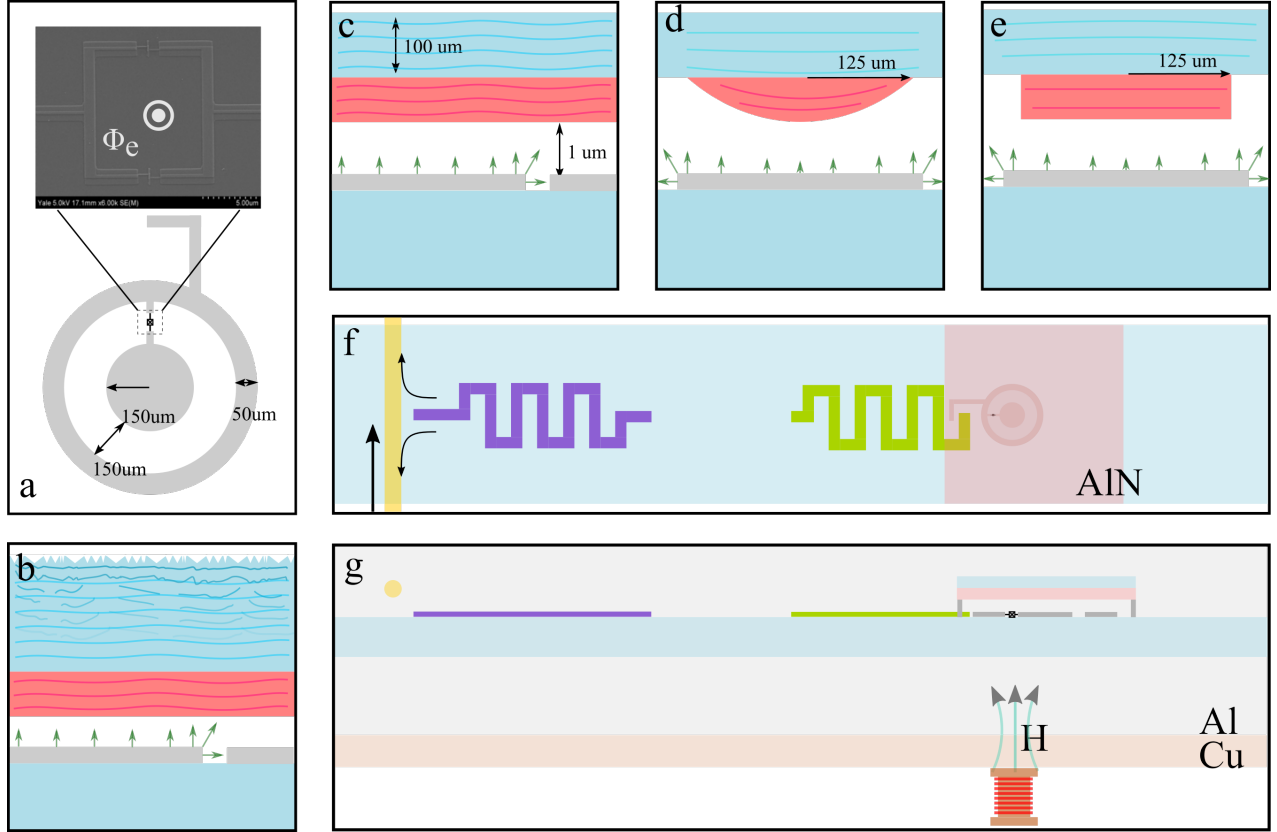 Φe
Yale 5.0kV 17.1mm x6.00k SE(M)
5.00um
150um
50um
150um
a
b
c
100 um
1 um
d
125 um
e
125 um
f
AlN
g
H
Al
Cu